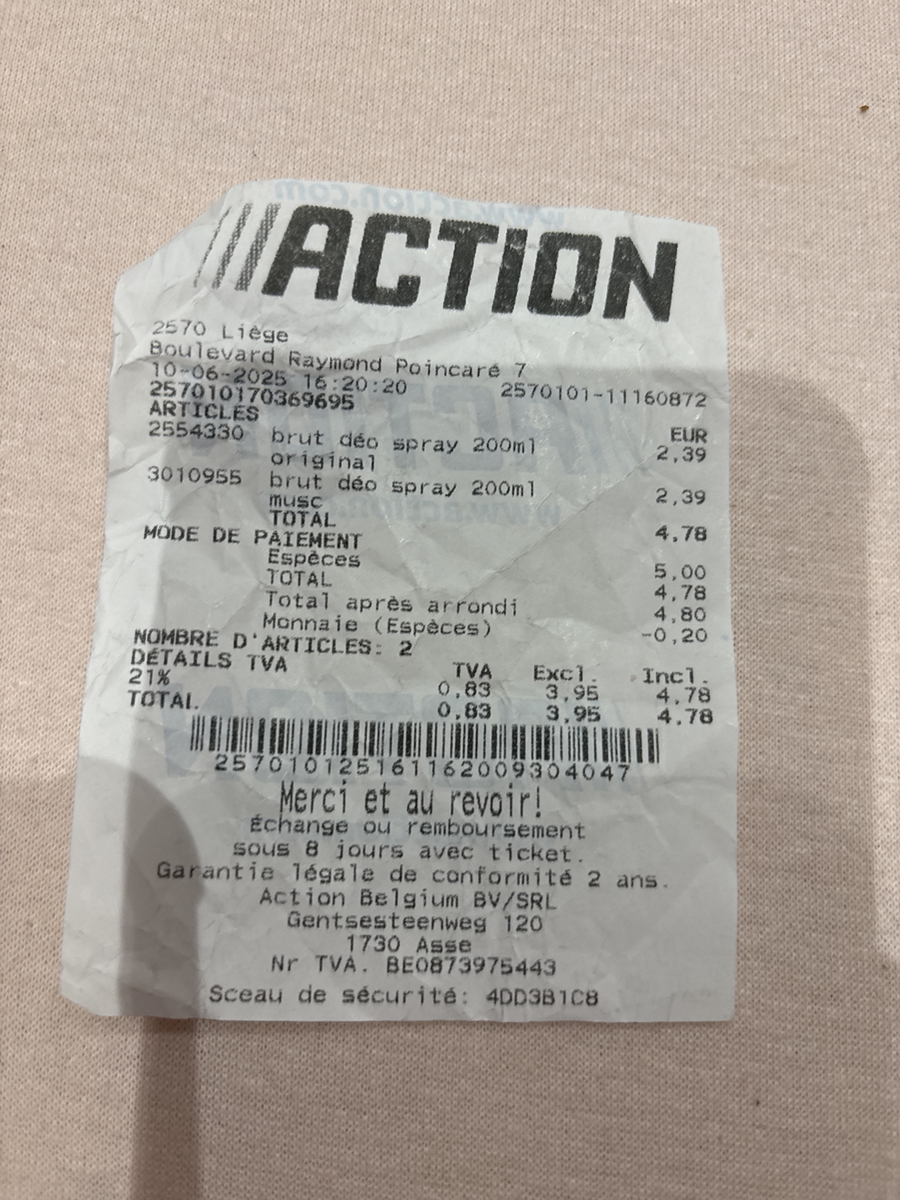 ACTION
2570 Liège
Boulevard Raymond Poincaré 7
10-06-2025 16:20:20 2570101-11160872
257010170369695
ARTICLES EUR
2554330 brut déo spray 200ml 2,39
original
3010955 brut déo spray 200ml 2,39
musc
TOTAL 4,78
MODE DE PAIEMENT
Espèces 5,00
TOTAL 4,78
Total après arrondi 4,80
Monnaie (Espèces) -0,20
NOMBRE D'ARTICLES: 2
DÉTAILS TVA TVA Excl. Incl.
21% 0,83 3,95 4,78
TOTAL 0,83 3,95 4,78
257010125161162009304047
Merci et au revoir!
Échange ou remboursement
sous 8 jours avec ticket.
Garantie légale de conformité 2 ans.
Action Belgium BV/SRL
Gentsesteenweg 120
1730 Asse
Nr TVA. BE0873975443
Sceau de sécurité: 4DD3B1C8